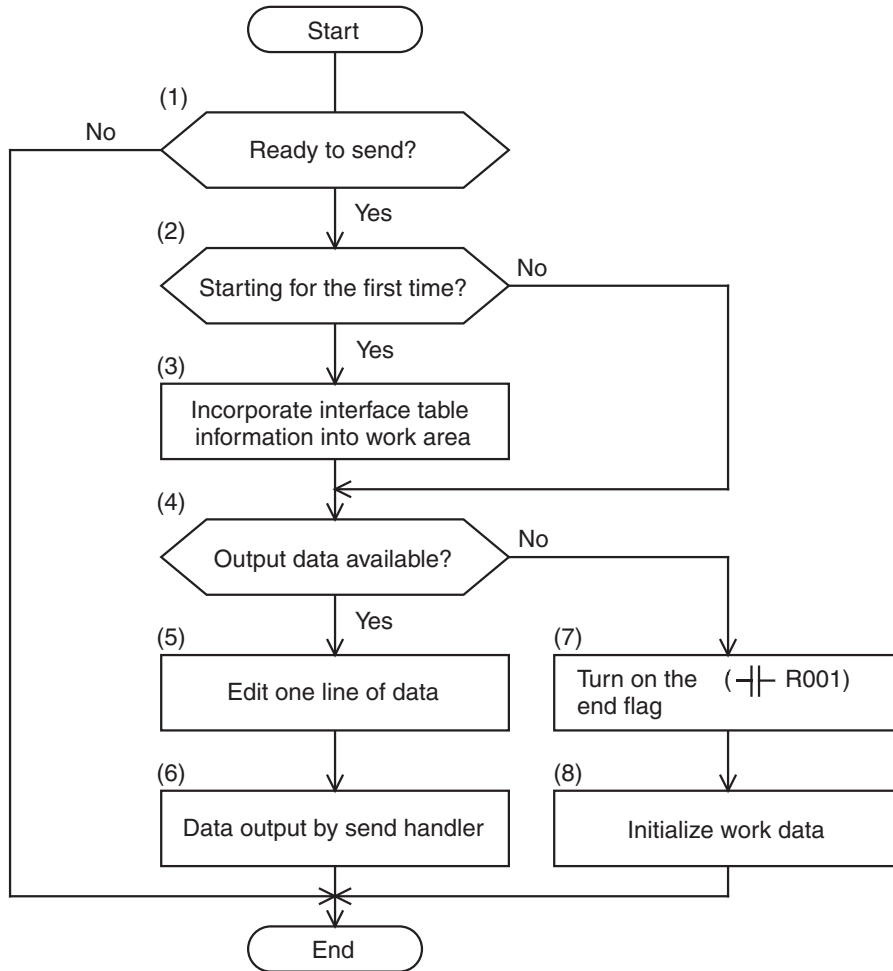 Start
(1)
No
Ready to send?
Yes
(2)
No
Starting for the first time?
Yes
(3)
Incorporate interface table
information into work area
(4)
No
Output data available?
Yes
(5)
Edit one line of data
(7)
Turn on the ( R001)
end flag
(6)
Data output by send handler
(8)
Initialize work data
End